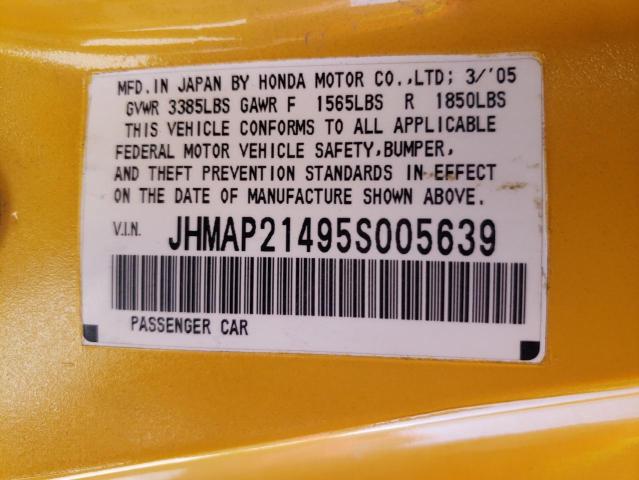 MFD.IN JAPAN BY HONDA MOTOR CO.,LTD; 3/'05
GVWR 3385LBS GAWR F 1565LBS R 1850LBS
THIS VEHICLE CONFORMS TO ALL APPLICABLE
FEDERAL MOTOR VEHICLE SAFETY,BUMPER,
AND THEFT PREVENTION STANDARDS IN EFFECT
ON THE DATE OF MANUFACTURE SHOWN ABOVE.
V.I.N. JHMAP21495S005639
PASSENGER CAR